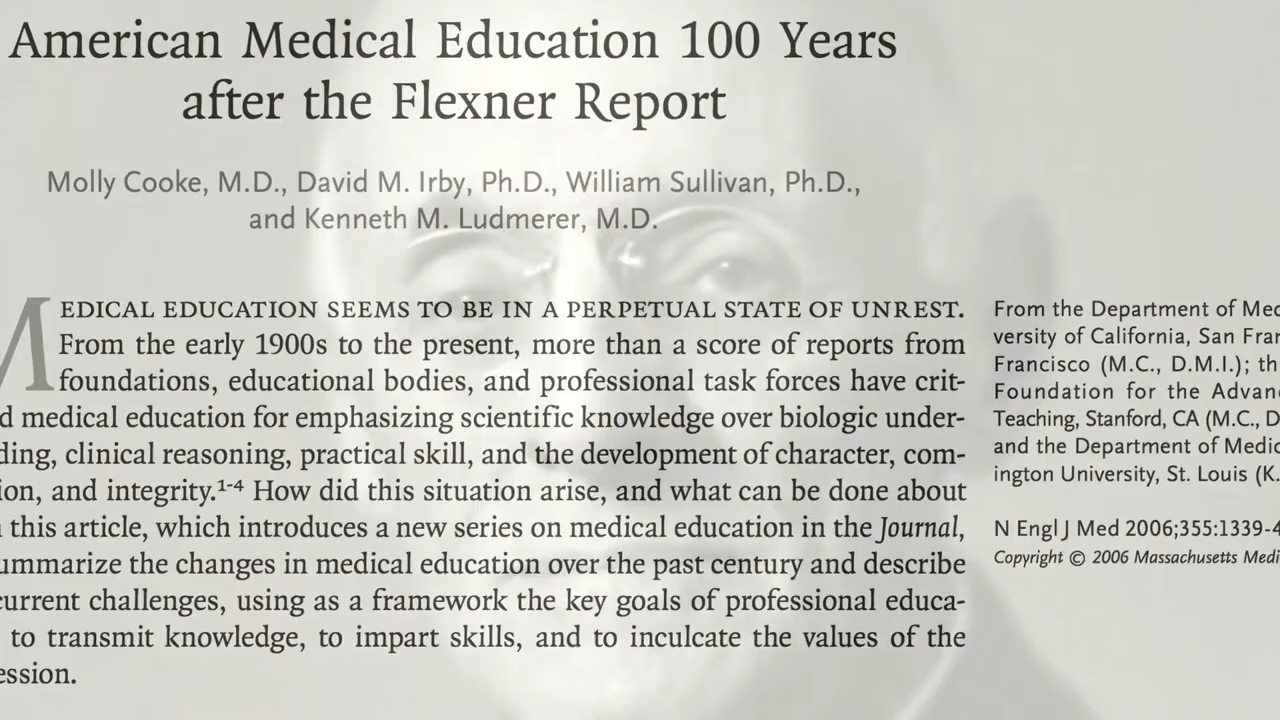 American Medical Education 100 Years
after the Flexner Report
Molly Cooke, M.D., David M. Irby, Ph.D., William Sullivan, Ph.D.,
and Kenneth M. Ludmerer, M.D.
MEDICAL EDUCATION SEEMS TO BE IN A PERPETUAL STATE OF UNREST.
From the early 1900s to the present, more than a score of reports from
foundations, educational bodies, and professional task forces have crit-
d medical education for emphasizing scientific knowledge over biologic under-
ding, clinical reasoning, practical skill, and the development of character, com-
ion, and integrity.1-4 How did this situation arise, and what can be done about
this article, which introduces a new series on medical education in the Journal,
ummarize the changes in medical education over the past century and describe
current challenges, using as a framework the key goals of professional educa-
to transmit knowledge, to impart skills, and to inculcate the values of the
ession.
From the Department of Med
versity of California, San Fran
Francisco (M.C., D.M.I.); th
Foundation for the Advan
Teaching, Stanford, CA (M.C., D
and the Department of Medic
ington University, St. Louis (K.
N Engl J Med 2006;355:1339-4
Copyright © 2006 Massachusetts Medi